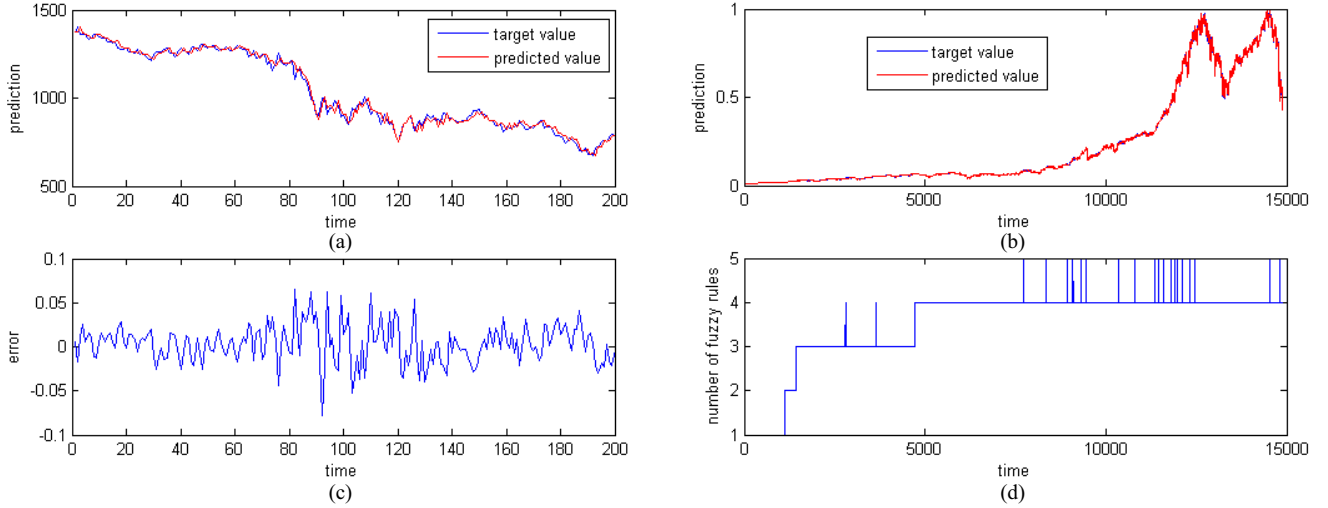 1500
1000
500
prediction
target value
predicted value
0 20 40 60 80 100 120 140 160 180 200
time
(a)
1
0.5
0
prediction
target value
predicted value
0 5000 10000 15000
time
(b)
0.1
0.05
0
-0.05
-0.1
error
0 20 40 60 80 100 120 140 160 180 200
time
(c)
5
4
3
2
1
number of fuzzy rules
0 5000 10000 15000
time
(d)